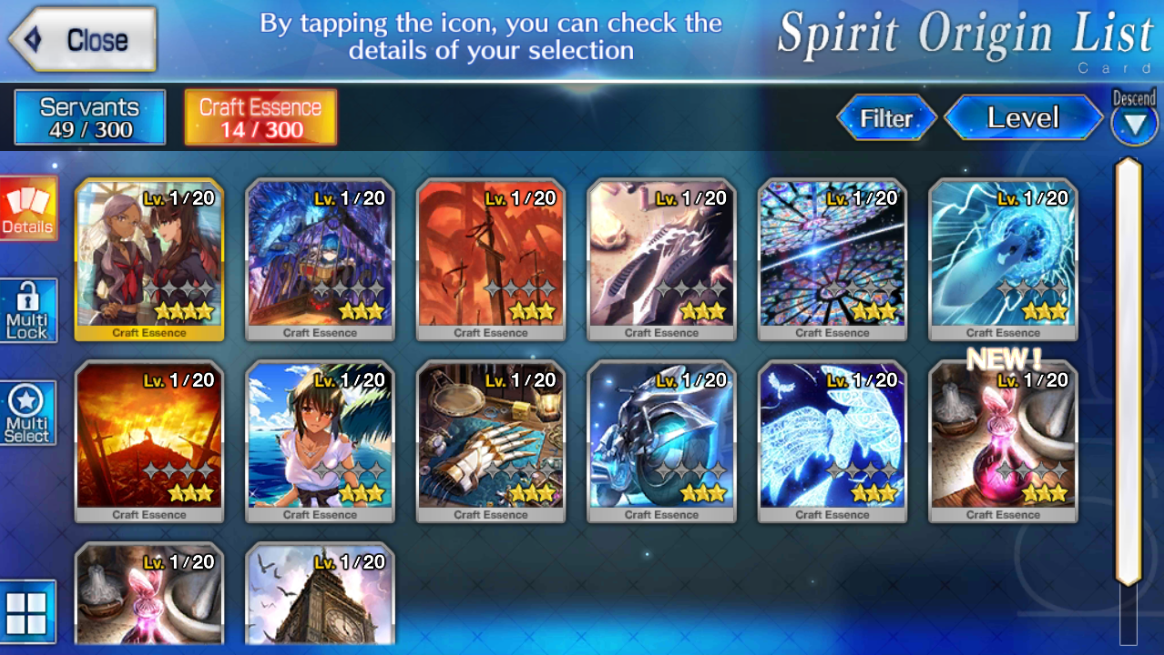 Close
By tapping the icon, you can check the
details of your selection
Spirit Origin List
Card
Servants
49 / 300
Craft Essence
14 / 300
Filter
Level
Descend
Details
Multi
Lock
Multi
Select
Lv. 1/20
Craft Essence
Lv. 1/20
Craft Essence
Lv. 1/20
Craft Essence
Lv. 1/20
Craft Essence
Lv. 1/20
Craft Essence
Lv. 1/20
Craft Essence
Lv. 1/20
Craft Essence
Lv. 1/20
Craft Essence
Lv. 1/20
Craft Essence
Lv. 1/20
Craft Essence
Lv. 1/20
Craft Essence
NEW!
Lv. 1/20
Craft Essence
Lv. 1/20
Lv. 1/20